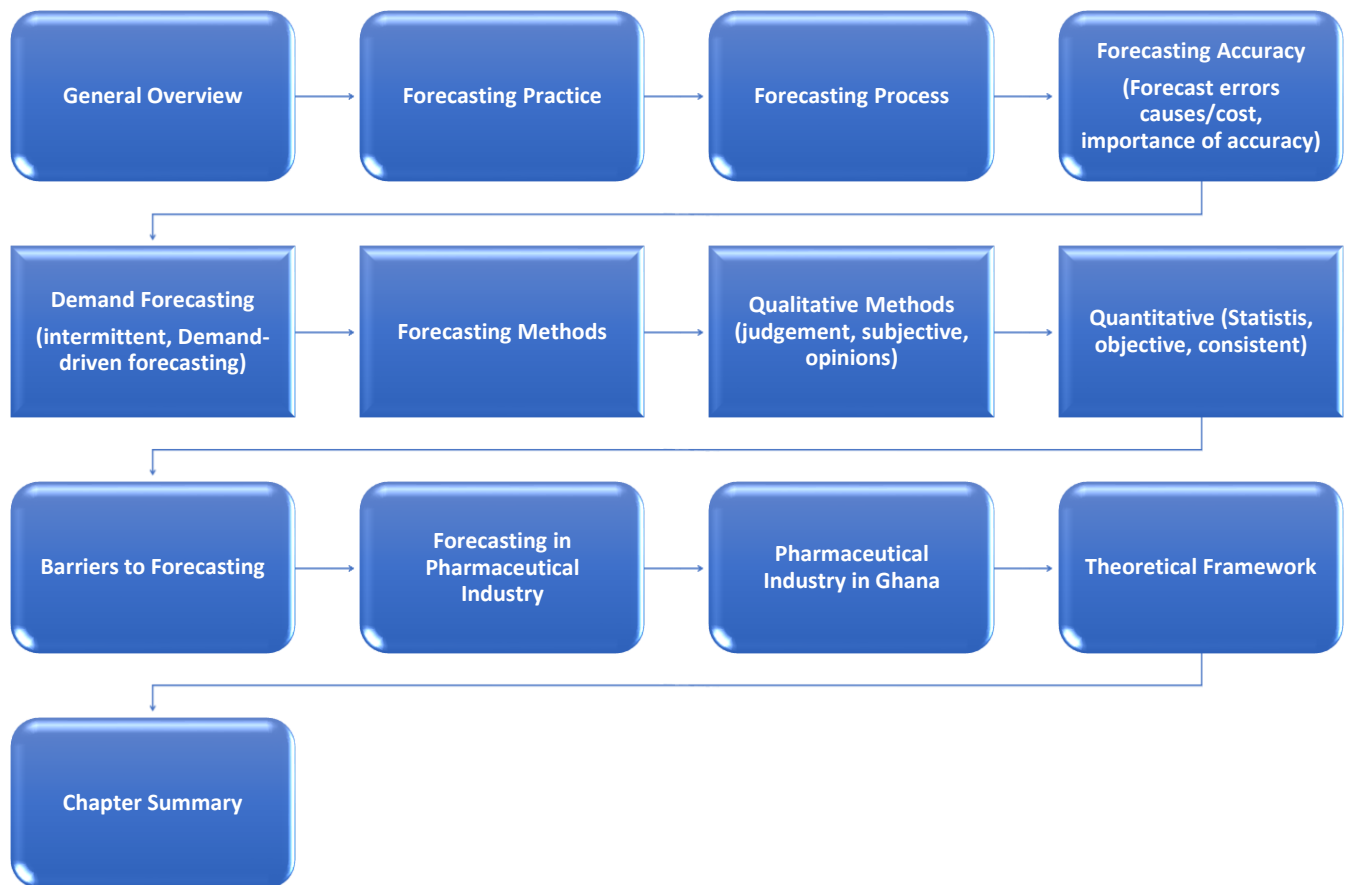 General Overview
Forecasting Practice
Forecasting Process
Forecasting Accuracy
(Forecast errors
causes/cost,
importance of accuracy)
Demand Forecasting
(intermittent, Demand-
driven forecasting)
Forecasting Methods
Qualitative Methods
(judgement, subjective,
opinions)
Quantitative (Statistis,
objective, consistent)
Barriers to Forecasting
Forecasting in
Pharmaceutical
Industry
Pharmaceutical
Industry in Ghana
Theoretical Framework
Chapter Summary